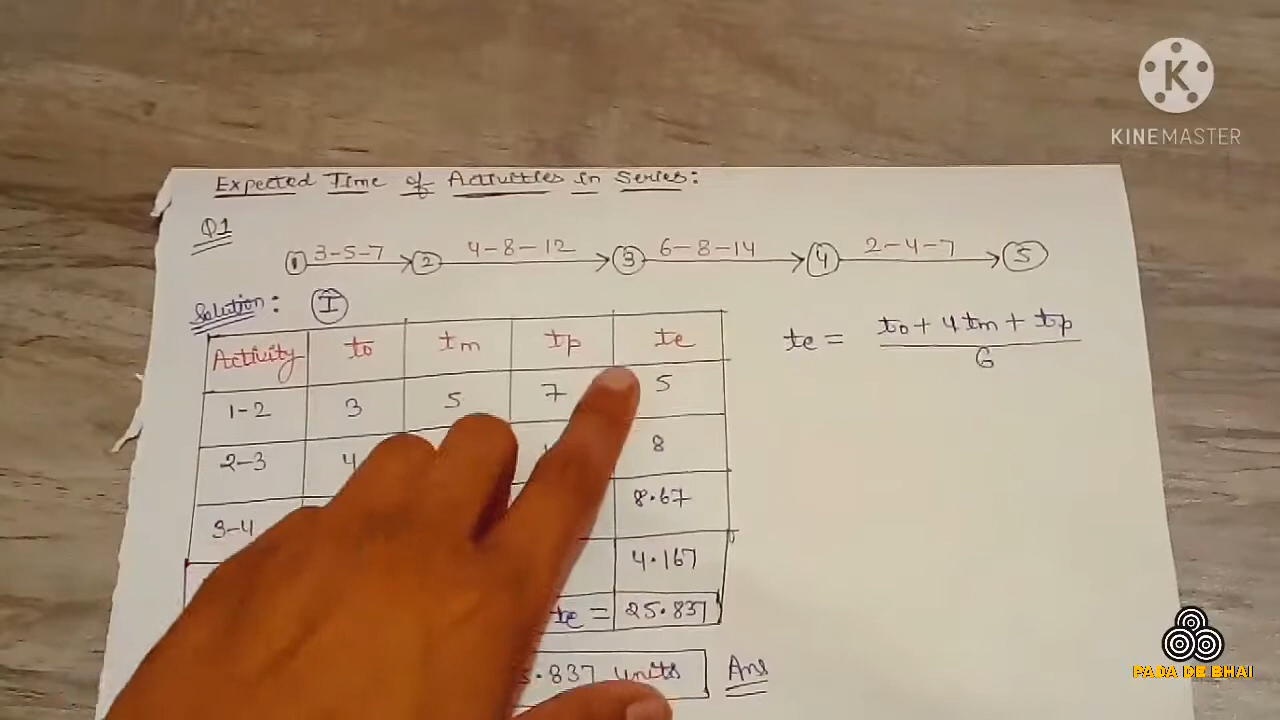 K
KINEMASTER
Expected Time of Activities in Series:
Q1
1 3-5-7 2 4-8-12 3 6-8-14 4 2-4-7 5
Solution: I
Activity to tm tp te
te = to + 4tm + tp
6
1-2 3 5 7 5
2-3 4 8
3-4 8.67
4.167
te = 25.837
.837 units Ans
PADA DE BHAI